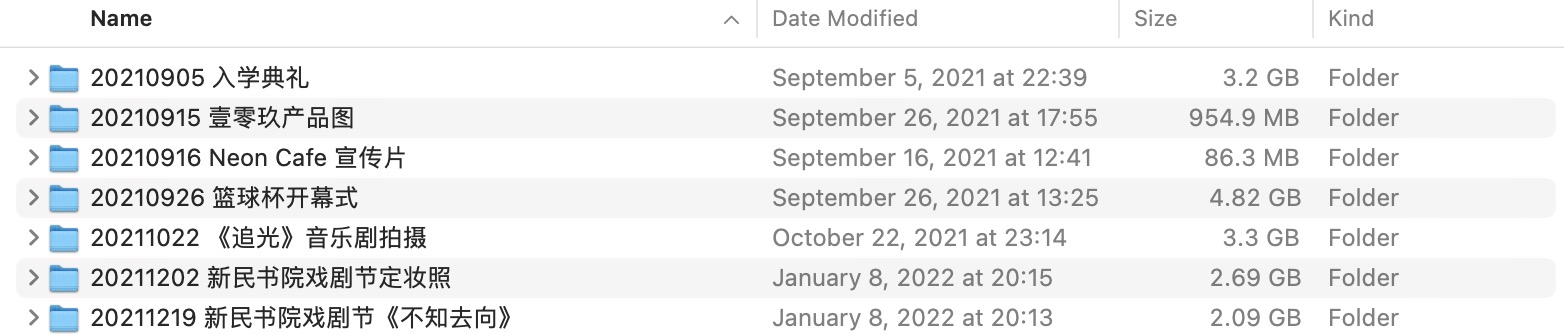 Name Date Modified Size Kind
20210905 入学典礼 September 5, 2021 at 22:39 3.2 GB Folder
20210915 壹零玖产品图 September 26, 2021 at 17:55 954.9 MB Folder
20210916 Neon Cafe 宣传片 September 16, 2021 at 12:41 86.3 MB Folder
20210926 篮球杯开幕式 September 26, 2021 at 13:25 4.82 GB Folder
20211022 《追光》音乐剧拍摄 October 22, 2021 at 23:14 3.3 GB Folder
20211202 新民书院戏剧节定妆照 January 8, 2022 at 20:15 2.69 GB Folder
20211219 新民书院戏剧节《不知去向》 January 8, 2022 at 20:13 2.09 GB Folder